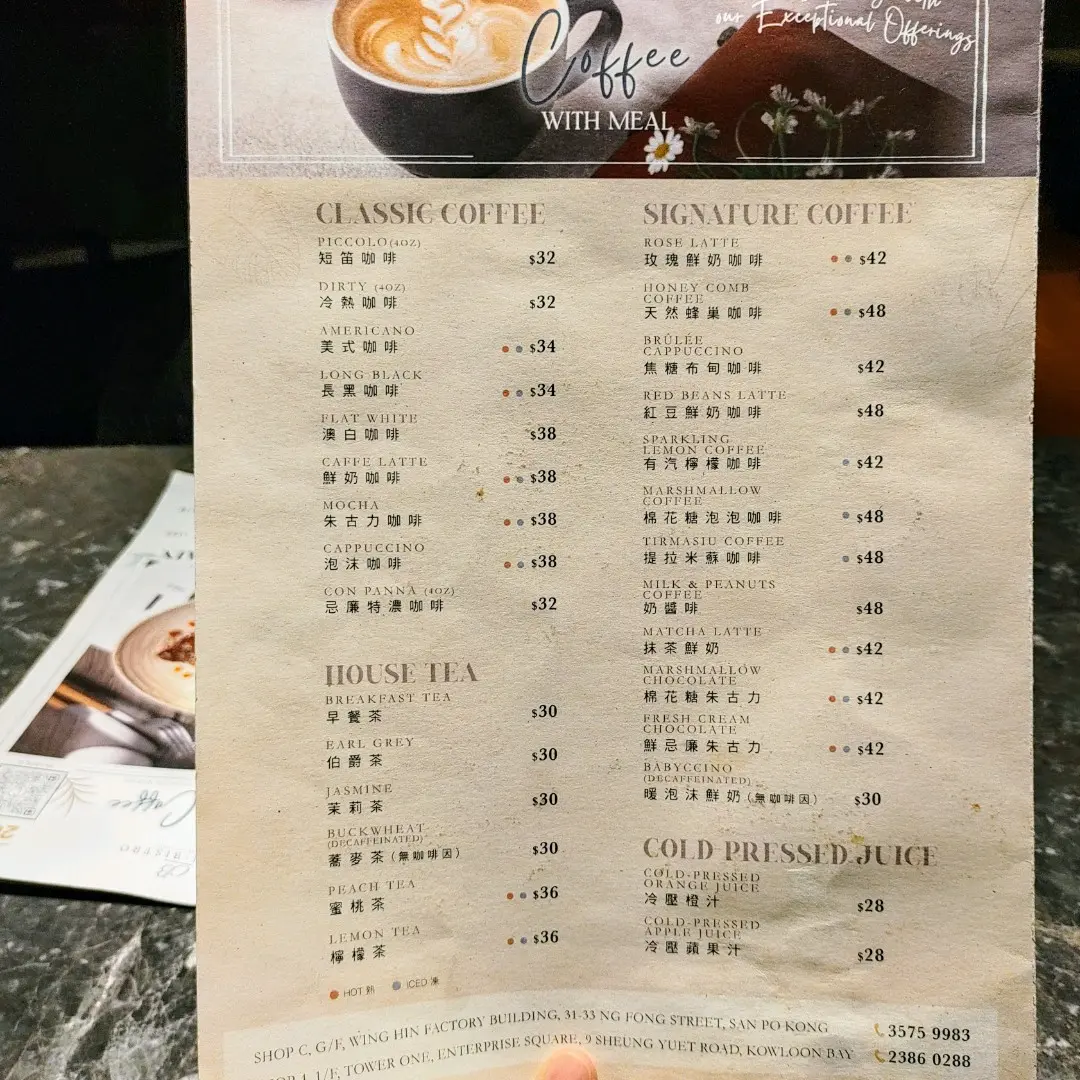 with
our Exceptional Offerings
Coffee
WITH MEAL
CLASSIC COFFEE
PICCOLO (4OZ)
短笛咖啡 $32
DIRTY (4OZ)
冷熱咖啡 $32
AMERICANO
美式咖啡 $34
LONG BLACK
長黑咖啡 $34
FLAT WHITE
澳白咖啡 $38
CAFFE LATTE
鮮奶咖啡 $38
MOCHA
朱古力咖啡 $38
CAPPUCCINO
泡沫咖啡 $38
CON PANNA (4OZ)
忌廉特濃咖啡 $32
HOUSE TEA
BREAKFAST TEA
早餐茶 $30
EARL GREY
伯爵茶 $30
JASMINE
茉莉茶 $30
BUCKWHEAT
(DECAFFEINATED)
蕎麥茶(無咖啡因) $30
PEACH TEA
蜜桃茶 $36
LEMON TEA
檸檬茶 $36
HOT 熱 ICED 凍
SIGNATURE COFFEE
ROSE LATTE
玫瑰鮮奶咖啡 $42
HONEY COMB
COFFEE
天然蜂巢咖啡 $48
BRÛLÉE
CAPPUCCINO
焦糖布甸咖啡 $42
RED BEANS LATTE
紅豆鮮奶咖啡 $48
SPARKLING
LEMON COFFEE
有汽檸檬咖啡 $42
MARSHMALLOW
COFFEE
棉花糖泡泡咖啡 $48
TIRMASIU COFFEE
提拉米蘇咖啡 $48
MILK & PEANUTS
COFFEE
奶醬啡 $48
MATCHA LATTE
抹茶鮮奶 $42
MARSHMALLOW
CHOCOLATE
棉花糖朱古力 $42
FRESH CREAM
CHOCOLATE
鮮忌廉朱古力 $42
BABYCCINO
(DECAFFEINATED)
暖泡沫鮮奶(無咖啡因) $30
COLD-PRESSED JUICE
COLD-PRESSED
ORANGE JUICE
冷壓橙汁 $28
COLD-PRESSED
APPLE JUICE
冷壓蘋果汁 $28
SHOP C, G/F, WING HIN FACTORY BUILDING, 31-33 NG FONG STREET, SAN PO KONG 3575 9983
1/F, TOWER ONE, ENTERPRISE SQUARE, 9 SHEUNG YUET ROAD, KOWLOON BAY 2386 0288
Coffee
BISTRO